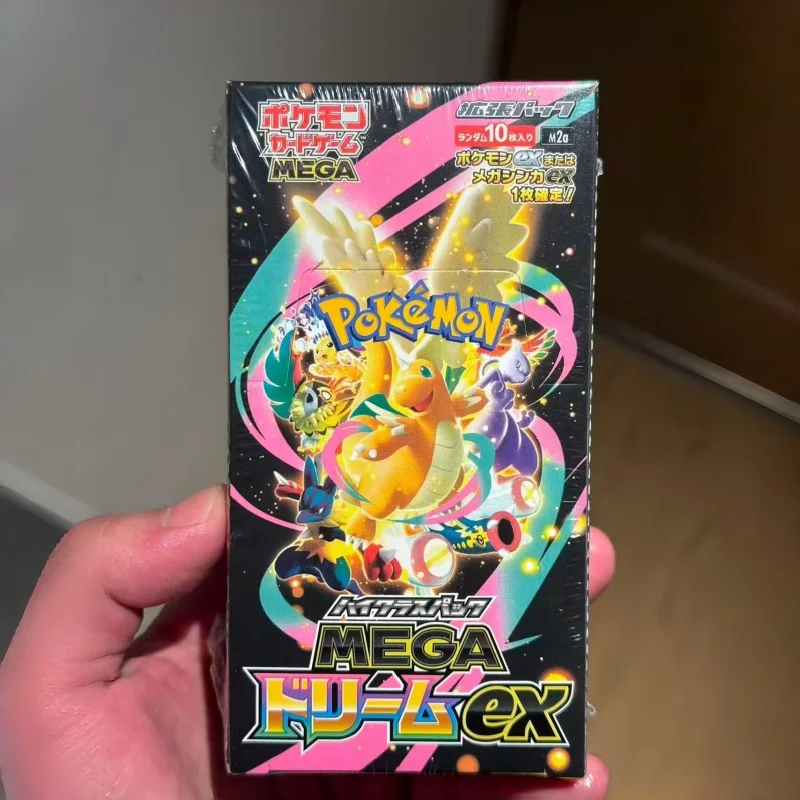 ポケモン
カードゲーム
MEGA
拡張パック
ランダム10枚入り M2a
ポケモンexまたは
メガシンカex
1枚確定!
POKéMON
ハイクラスパック
MEGA
ドリームex